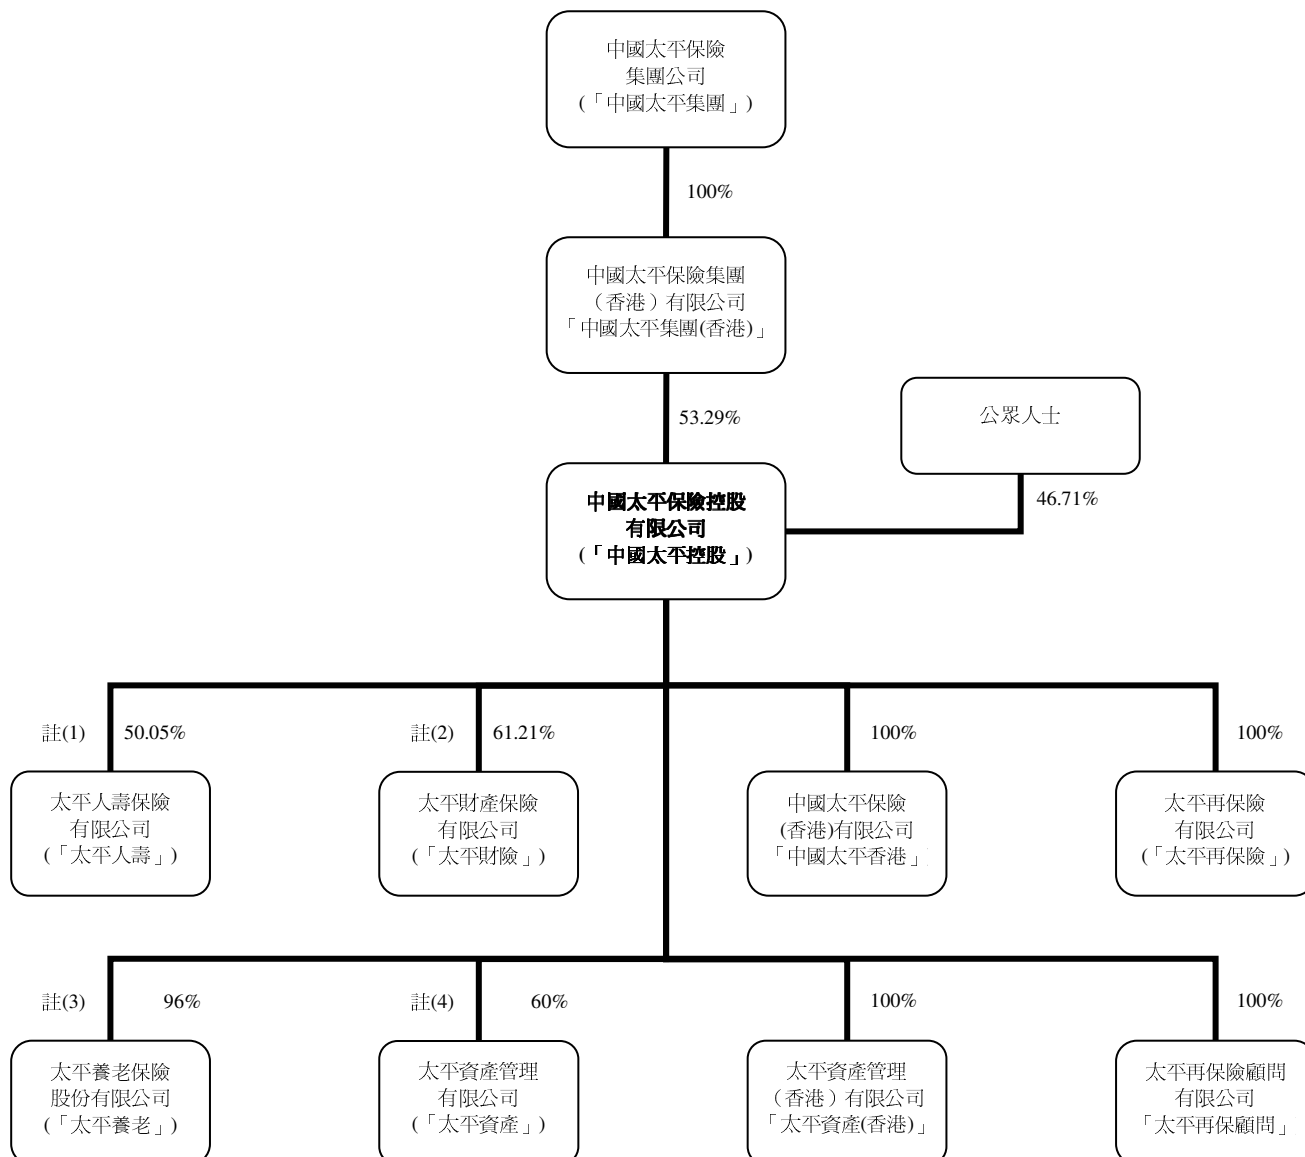 中國太平保險
集團公司
(「中國太平集團」)
100%
中國太平保險集團
（香港）有限公司
「中國太平集團(香港)」
53.29%
公眾人士
46.71%
中國太平保險控股
有限公司
(「中國太平控股」)
註(1) 50.05%
註(2) 61.21%
100%
100%
太平人壽保險
有限公司
(「太平人壽」)
太平財產保險
有限公司
(「太平財險」)
中國太平保險
(香港)有限公司
「中國太平香港」
太平再保險
有限公司
(「太平再保險」)
註(3) 96%
註(4) 60%
100%
100%
太平養老保險
股份有限公司
(「太平養老」)
太平資產管理
有限公司
(「太平資產」)
太平資產管理
（香港）有限公司
「太平資產(香港)」
太平再保險顧問
有限公司
「太平再保顧問」